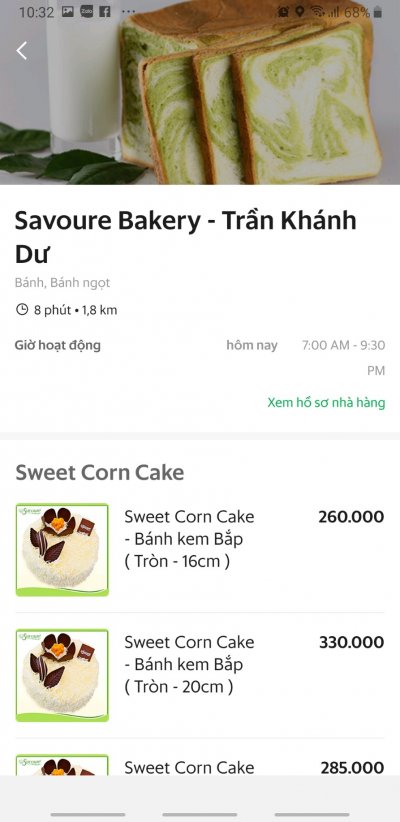 10:32
68%
Savoure Bakery - Trần Khánh
Dư
Bánh, Bánh ngọt
8 phút • 1,8 km
Giờ hoạt động
hôm nay
7:00 AM - 9:30
PM
Xem hồ sơ nhà hàng
Sweet Corn Cake
Sweet Corn Cake
- Bánh kem Bắp
( Tròn - 16cm )
260.000
Sweet Corn Cake
- Bánh kem Bắp
( Tròn - 20cm )
330.000
Sweet Corn Cake
285.000